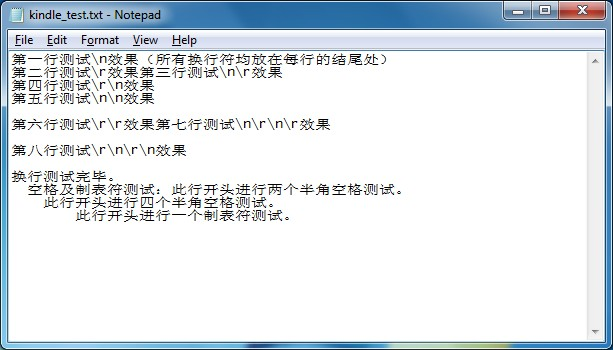 kindle_test.txt - Notepad
File Edit Format View Help
第一行测试\n效果（所有换行符均放在每行的结尾处）
第二行测试\r效果第三行测试\n\r效果
第四行测试\r\n效果
第五行测试\n\n效果
第六行测试\r\r效果第七行测试\n\r\n\r效果
第八行测试\r\n\r\n效果
换行测试完毕。
  空格及制表符测试：此行开头进行两个半角空格测试。
    此行开头进行四个半角空格测试。
	此行开头进行一个制表符测试。